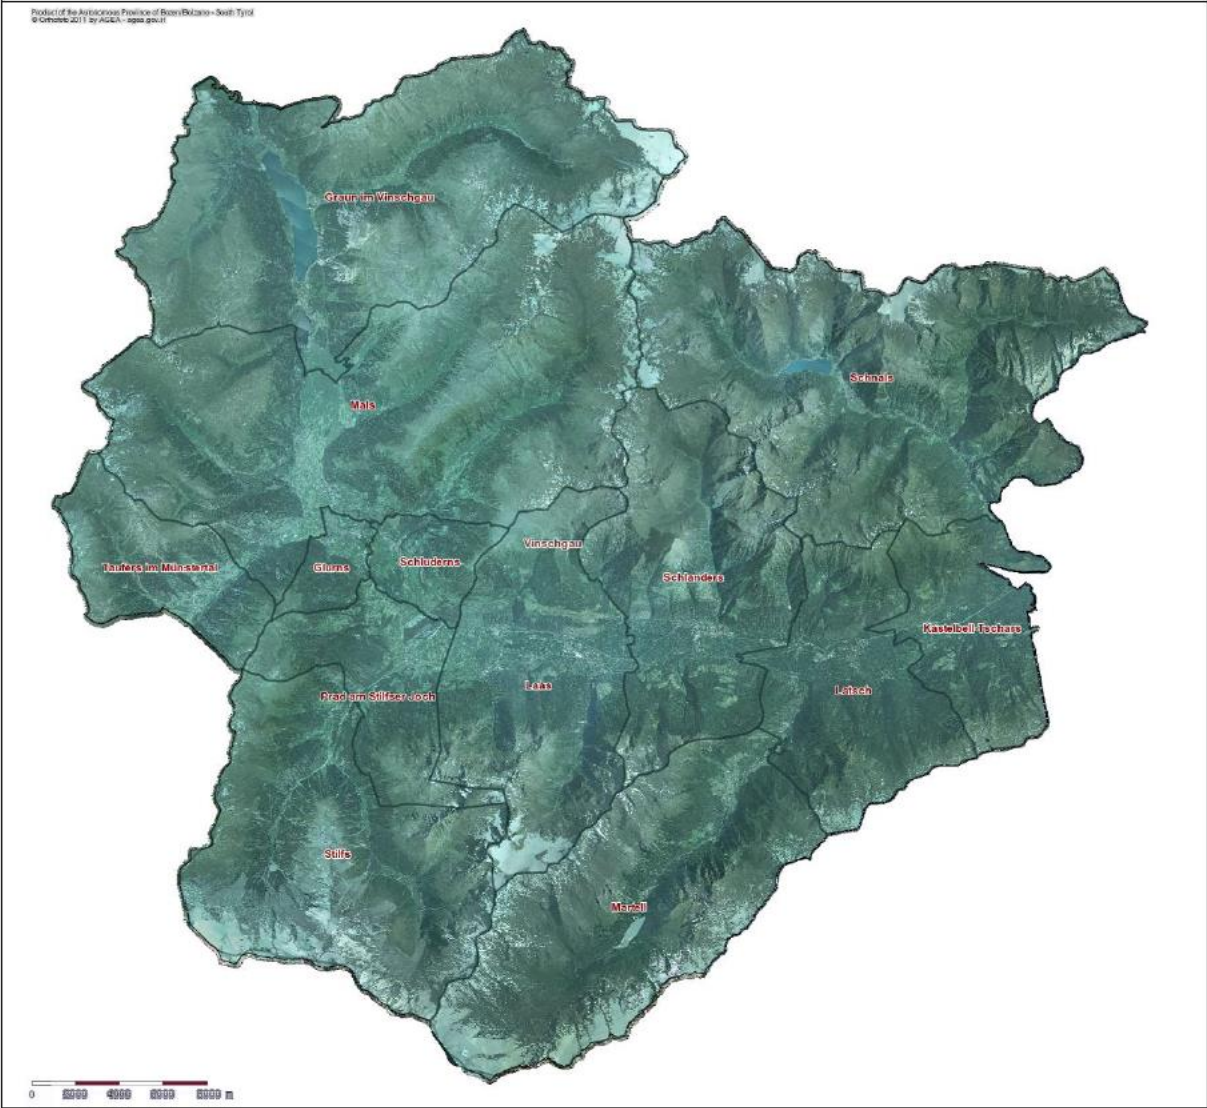 Product of the Autonomous Province of Bozen/Bolzano - South Tyrol
© Orthofoto 2011 by AGEA - agea.gov.it
Graun im Vinschgau
Schnals
Mals
Vinschgau
Schluderns
Taufers im Münstertal
Glurns
Schlanders
Kastelbell-Tschars
Laas
Latsch
Prad am Stilfser Joch
Stilfs
Martell
0 2000 4000 6000 8000 m